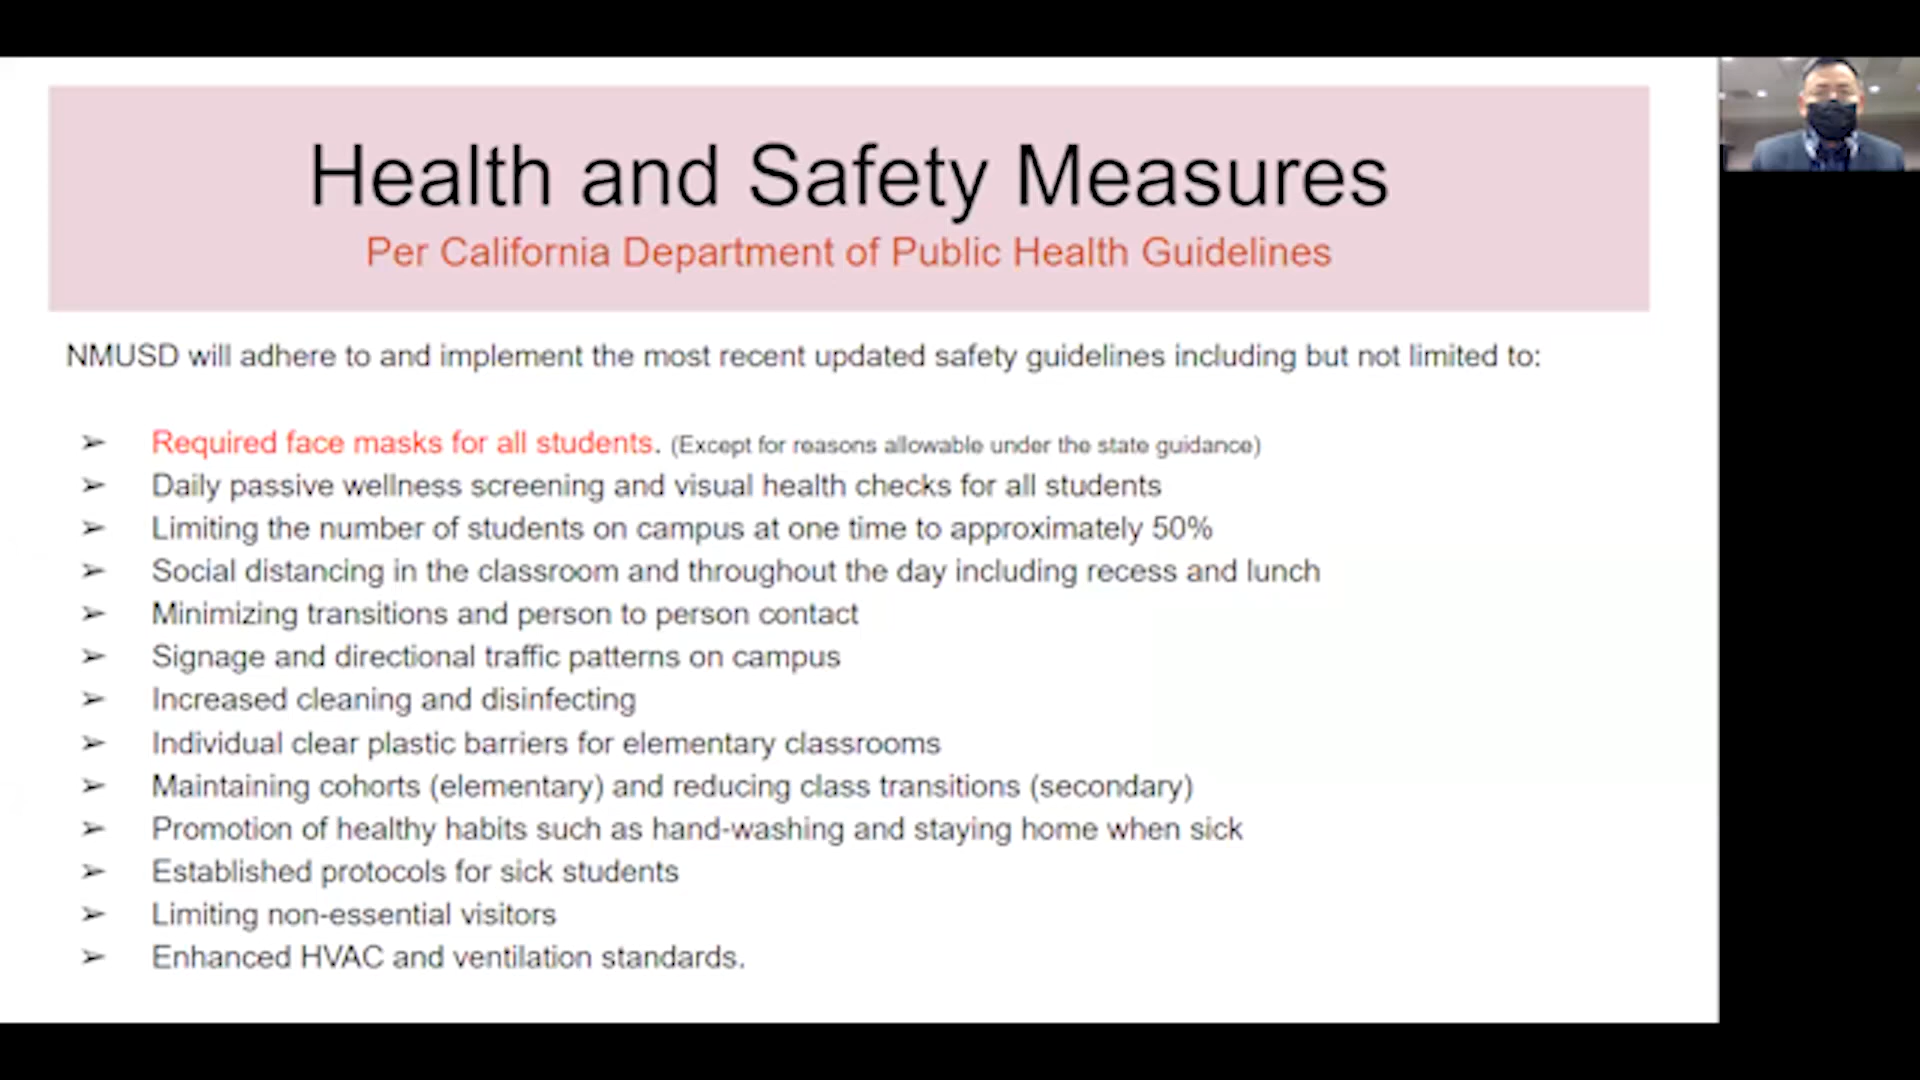 Health and Safety Measures
Per California Department of Public Health Guidelines
NMUSD will adhere to and implement the most recent updated safety guidelines including but not limited to:
➢ Required face masks for all students. (Except for reasons allowable under the state guidance)
➢ Daily passive wellness screening and visual health checks for all students
➢ Limiting the number of students on campus at one time to approximately 50%
➢ Social distancing in the classroom and throughout the day including recess and lunch
➢ Minimizing transitions and person to person contact
➢ Signage and directional traffic patterns on campus
➢ Increased cleaning and disinfecting
➢ Individual clear plastic barriers for elementary classrooms
➢ Maintaining cohorts (elementary) and reducing class transitions (secondary)
➢ Promotion of healthy habits such as hand-washing and staying home when sick
➢ Established protocols for sick students
➢ Limiting non-essential visitors
➢ Enhanced HVAC and ventilation standards.